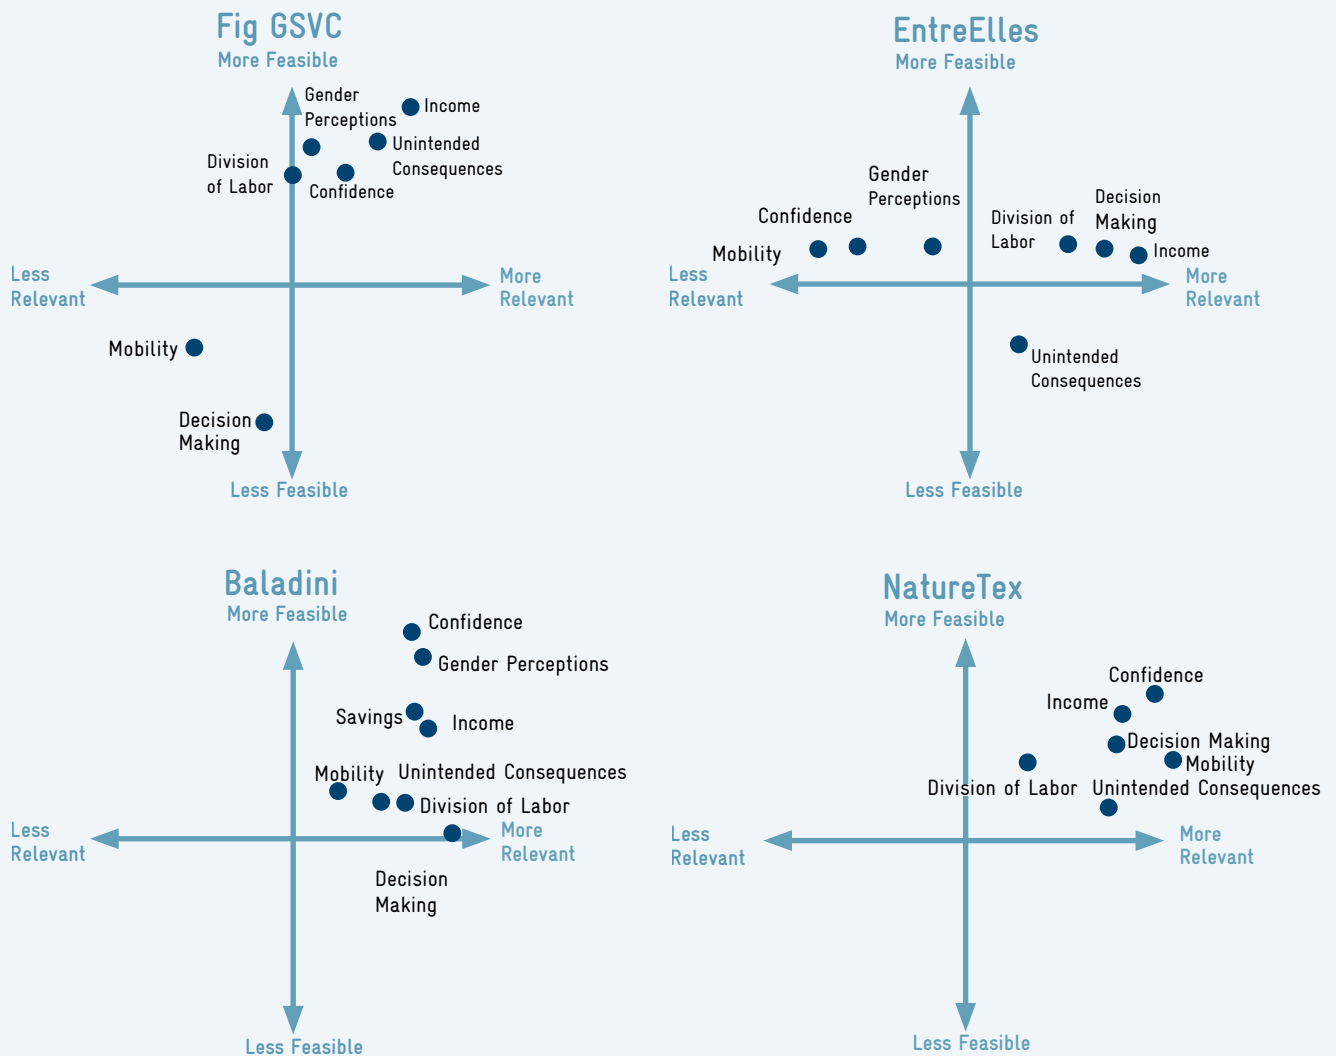 Fig GSVC
More Feasible
Gender
Perceptions
Income
Unintended
Consequences
Division
of Labor
Confidence
Less
Relevant
More
Relevant
Mobility
Decision
Making
Less Feasible
EntreElles
More Feasible
Gender
Perceptions
Confidence
Mobility
Division of
Labor
Decision
Making
Income
Less
Relevant
More
Relevant
Unintended
Consequences
Less Feasible
Baladini
More Feasible
Confidence
Gender Perceptions
Savings
Income
Mobility
Unintended Consequences
Division of Labor
Less
Relevant
More
Relevant
Decision
Making
Less Feasible
NatureTex
More Feasible
Confidence
Income
Decision Making
Mobility
Division of Labor
Unintended Consequences
Less
Relevant
More
Relevant
Less Feasible